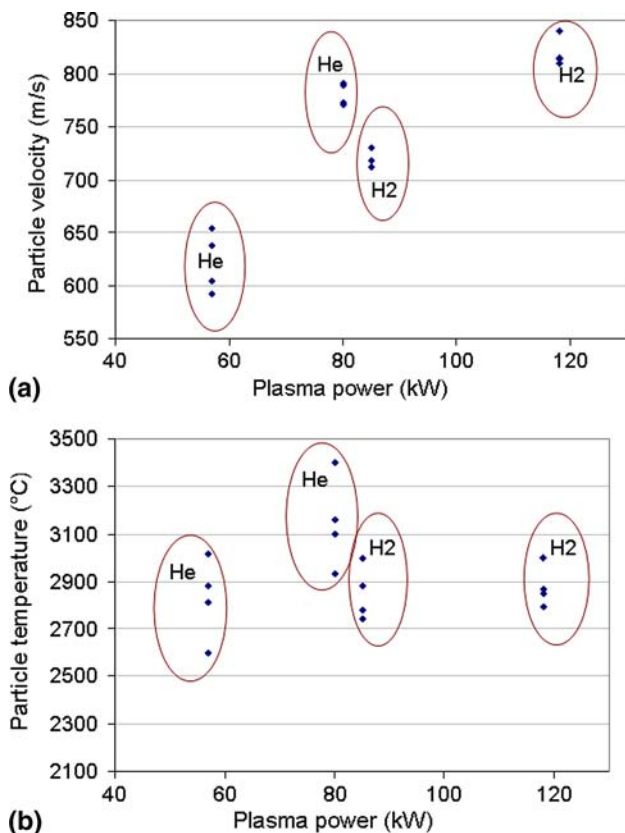 850
800
750
700
650
600
550
Particle velocity (m/s)
He
H2
H2
He
40 60 80 100 120
Plasma power (kW)
(a)
3500
3300
3100
2900
2700
2500
2300
2100
Particle temperature (°C)
He
He
H2
H2
40 60 80 100 120
Plasma power (kW)
(b)